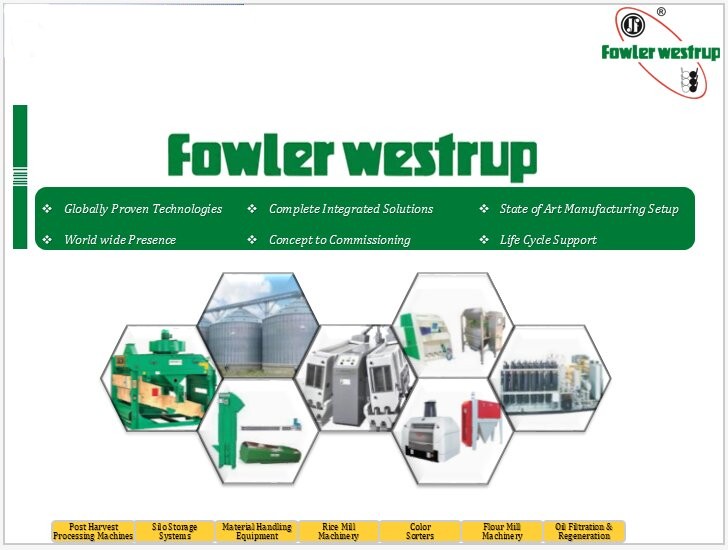 ®
Fowler westrup
Fowler westrup
❖ Globally Proven Technologies ❖ Complete Integrated Solutions ❖ State of Art Manufacturing Setup
❖ World wide Presence ❖ Concept to Commissioning ❖ Life Cycle Support
Post Harvest
Processing Machines
Silo Storage
Systems
Material Handling
Equipment
Rice Mill
Machinery
Color
Sorters
Flour Mill
Machinery
Oil Filtration &
Regeneration